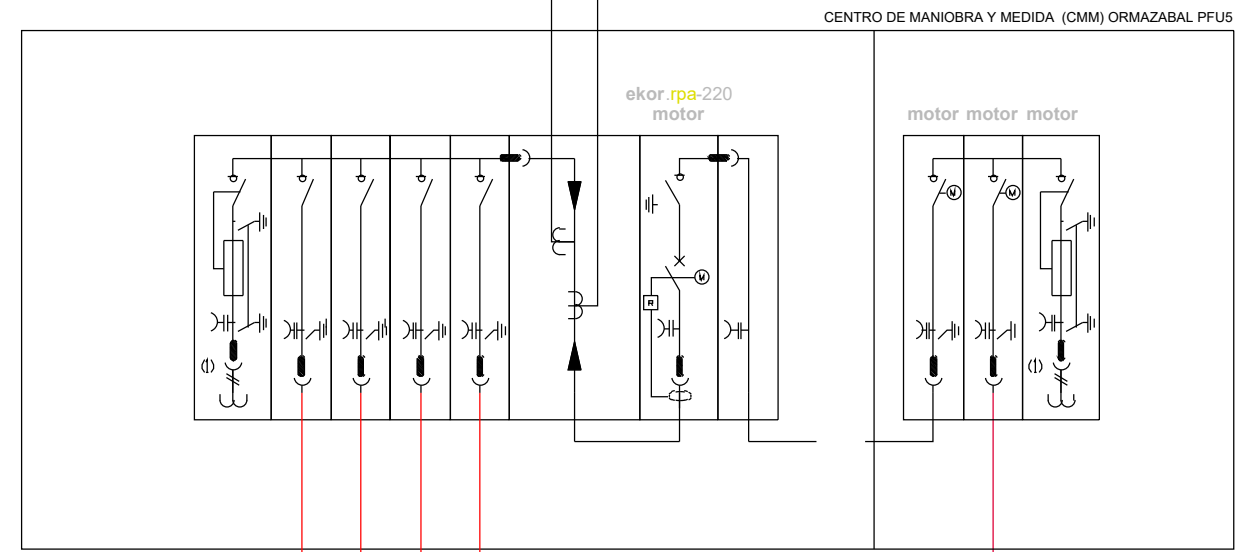 CENTRO DE MANIOBRA Y MEDIDA (CMM) ORMAZABAL PFU5
ekor.rpa-220
motor
motor motor motor
M
M
M
R